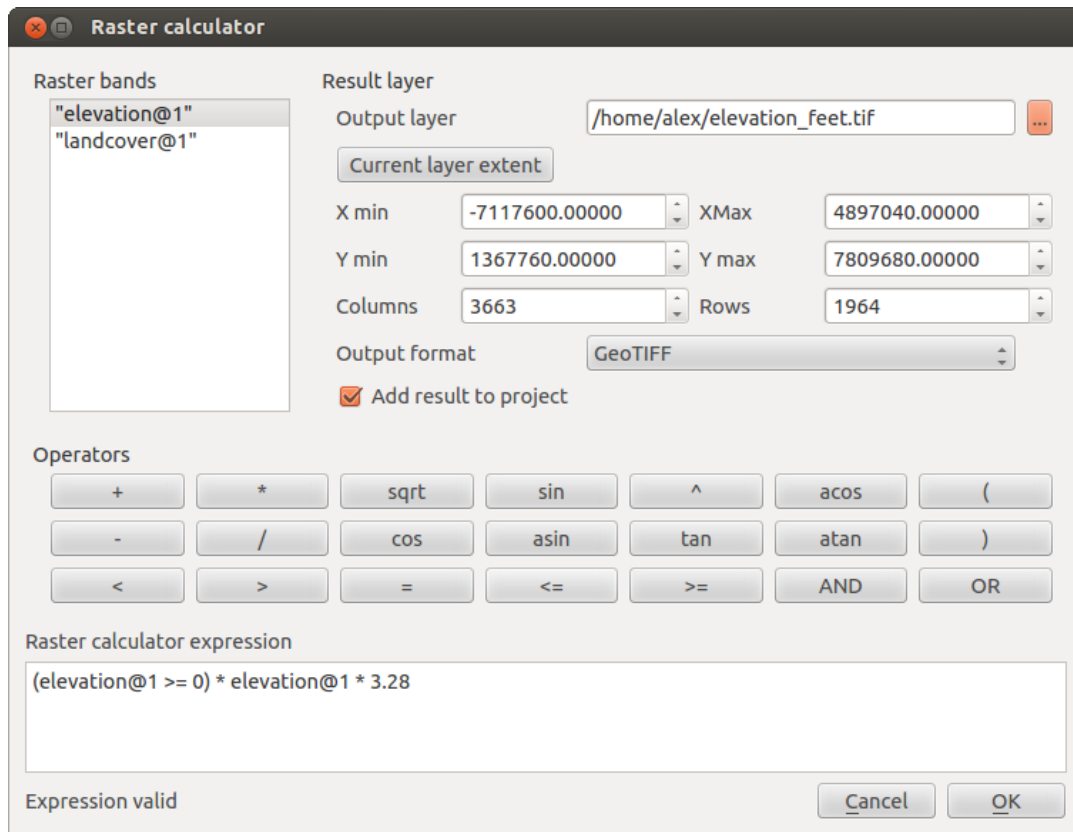 Raster calculator
Raster bands
"elevation@1"
"landcover@1"
Result layer
Output layer /home/alex/elevation_feet.tif ...
Current layer extent
X min -7117600.00000 XMax 4897040.00000
Y min 1367760.00000 Y max 7809680.00000
Columns 3663 Rows 1964
Output format GeoTIFF
Add result to project
Operators
+ * sqrt sin ^ acos (
- / cos asin tan atan )
< > = <= >= AND OR
Raster calculator expression
(elevation@1 >= 0) * elevation@1 * 3.28
Expression valid
Cancel OK